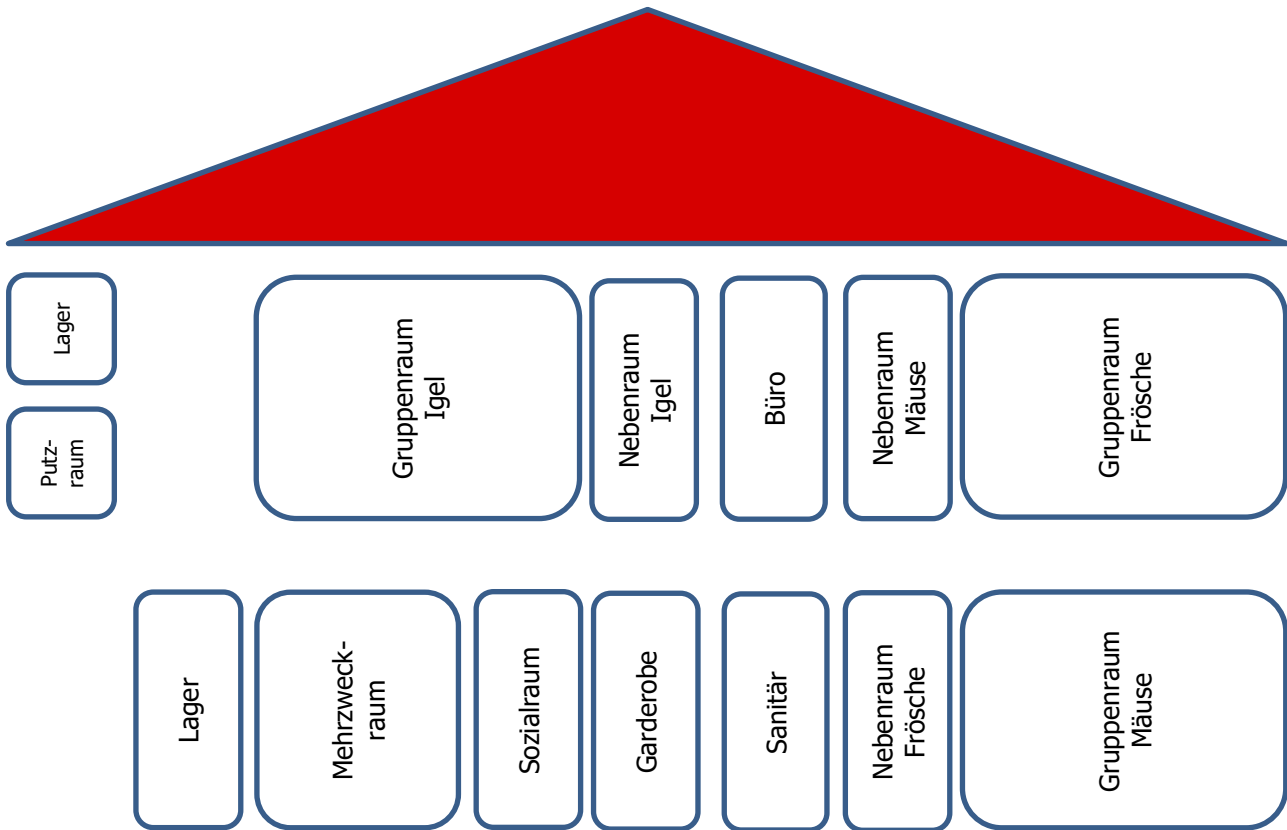 Lager
Putz-
raum
Gruppenraum
Igel
Nebenraum
Igel
Büro
Nebenraum
Mäuse
Gruppenraum
Frösche
Lager
Mehrzweck-
raum
Sozialraum
Garderobe
Sanitär
Nebenraum
Frösche
Gruppenraum
Mäuse